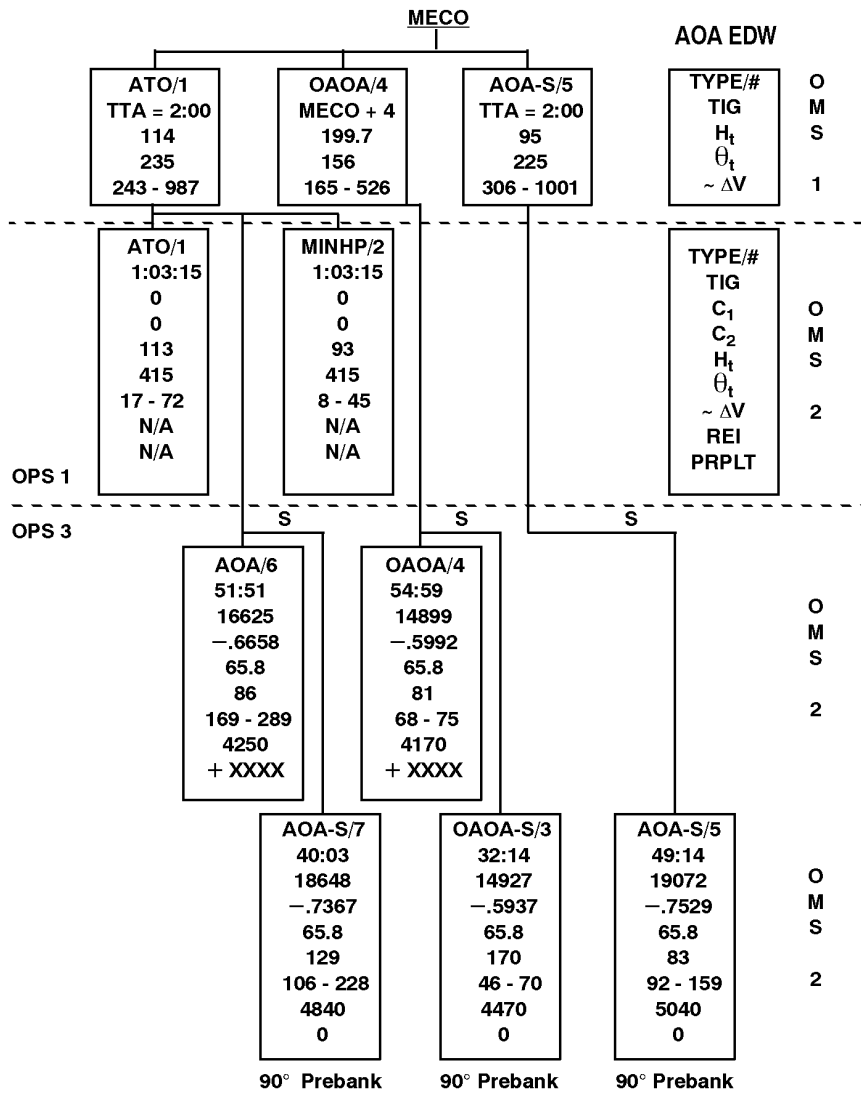 MECO
AOA EDW
ATO/1
TTA = 2:00
114
235
243 - 987
OAOA/4
MECO + 4
199.7
156
165 - 526
AOA-S/5
TTA = 2:00
95
225
306 - 1001
TYPE/#
TIG
Hₜ
θₜ
~ ΔV
O
M
S
1
ATO/1
1:03:15
0
0
113
415
17 - 72
N/A
N/A
MINHP/2
1:03:15
0
0
93
415
8 - 45
N/A
N/A
TYPE/#
TIG
C₁
C₂
Hₜ
θₜ
~ ΔV
REI
PRPLT
O
M
S
2
OPS 1
OPS 3
S
S
S
AOA/6
51:51
16625
−.6658
65.8
86
169 - 289
4250
+ XXXX
OAOA/4
54:59
14899
−.5992
65.8
81
68 - 75
4170
+ XXXX
O
M
S
2
AOA-S/7
40:03
18648
−.7367
65.8
129
106 - 228
4840
0
90° Prebank
OAOA-S/3
32:14
14927
−.5937
65.8
170
46 - 70
4470
0
90° Prebank
AOA-S/5
49:14
19072
−.7529
65.8
83
92 - 159
5040
0
90° Prebank
O
M
S
2